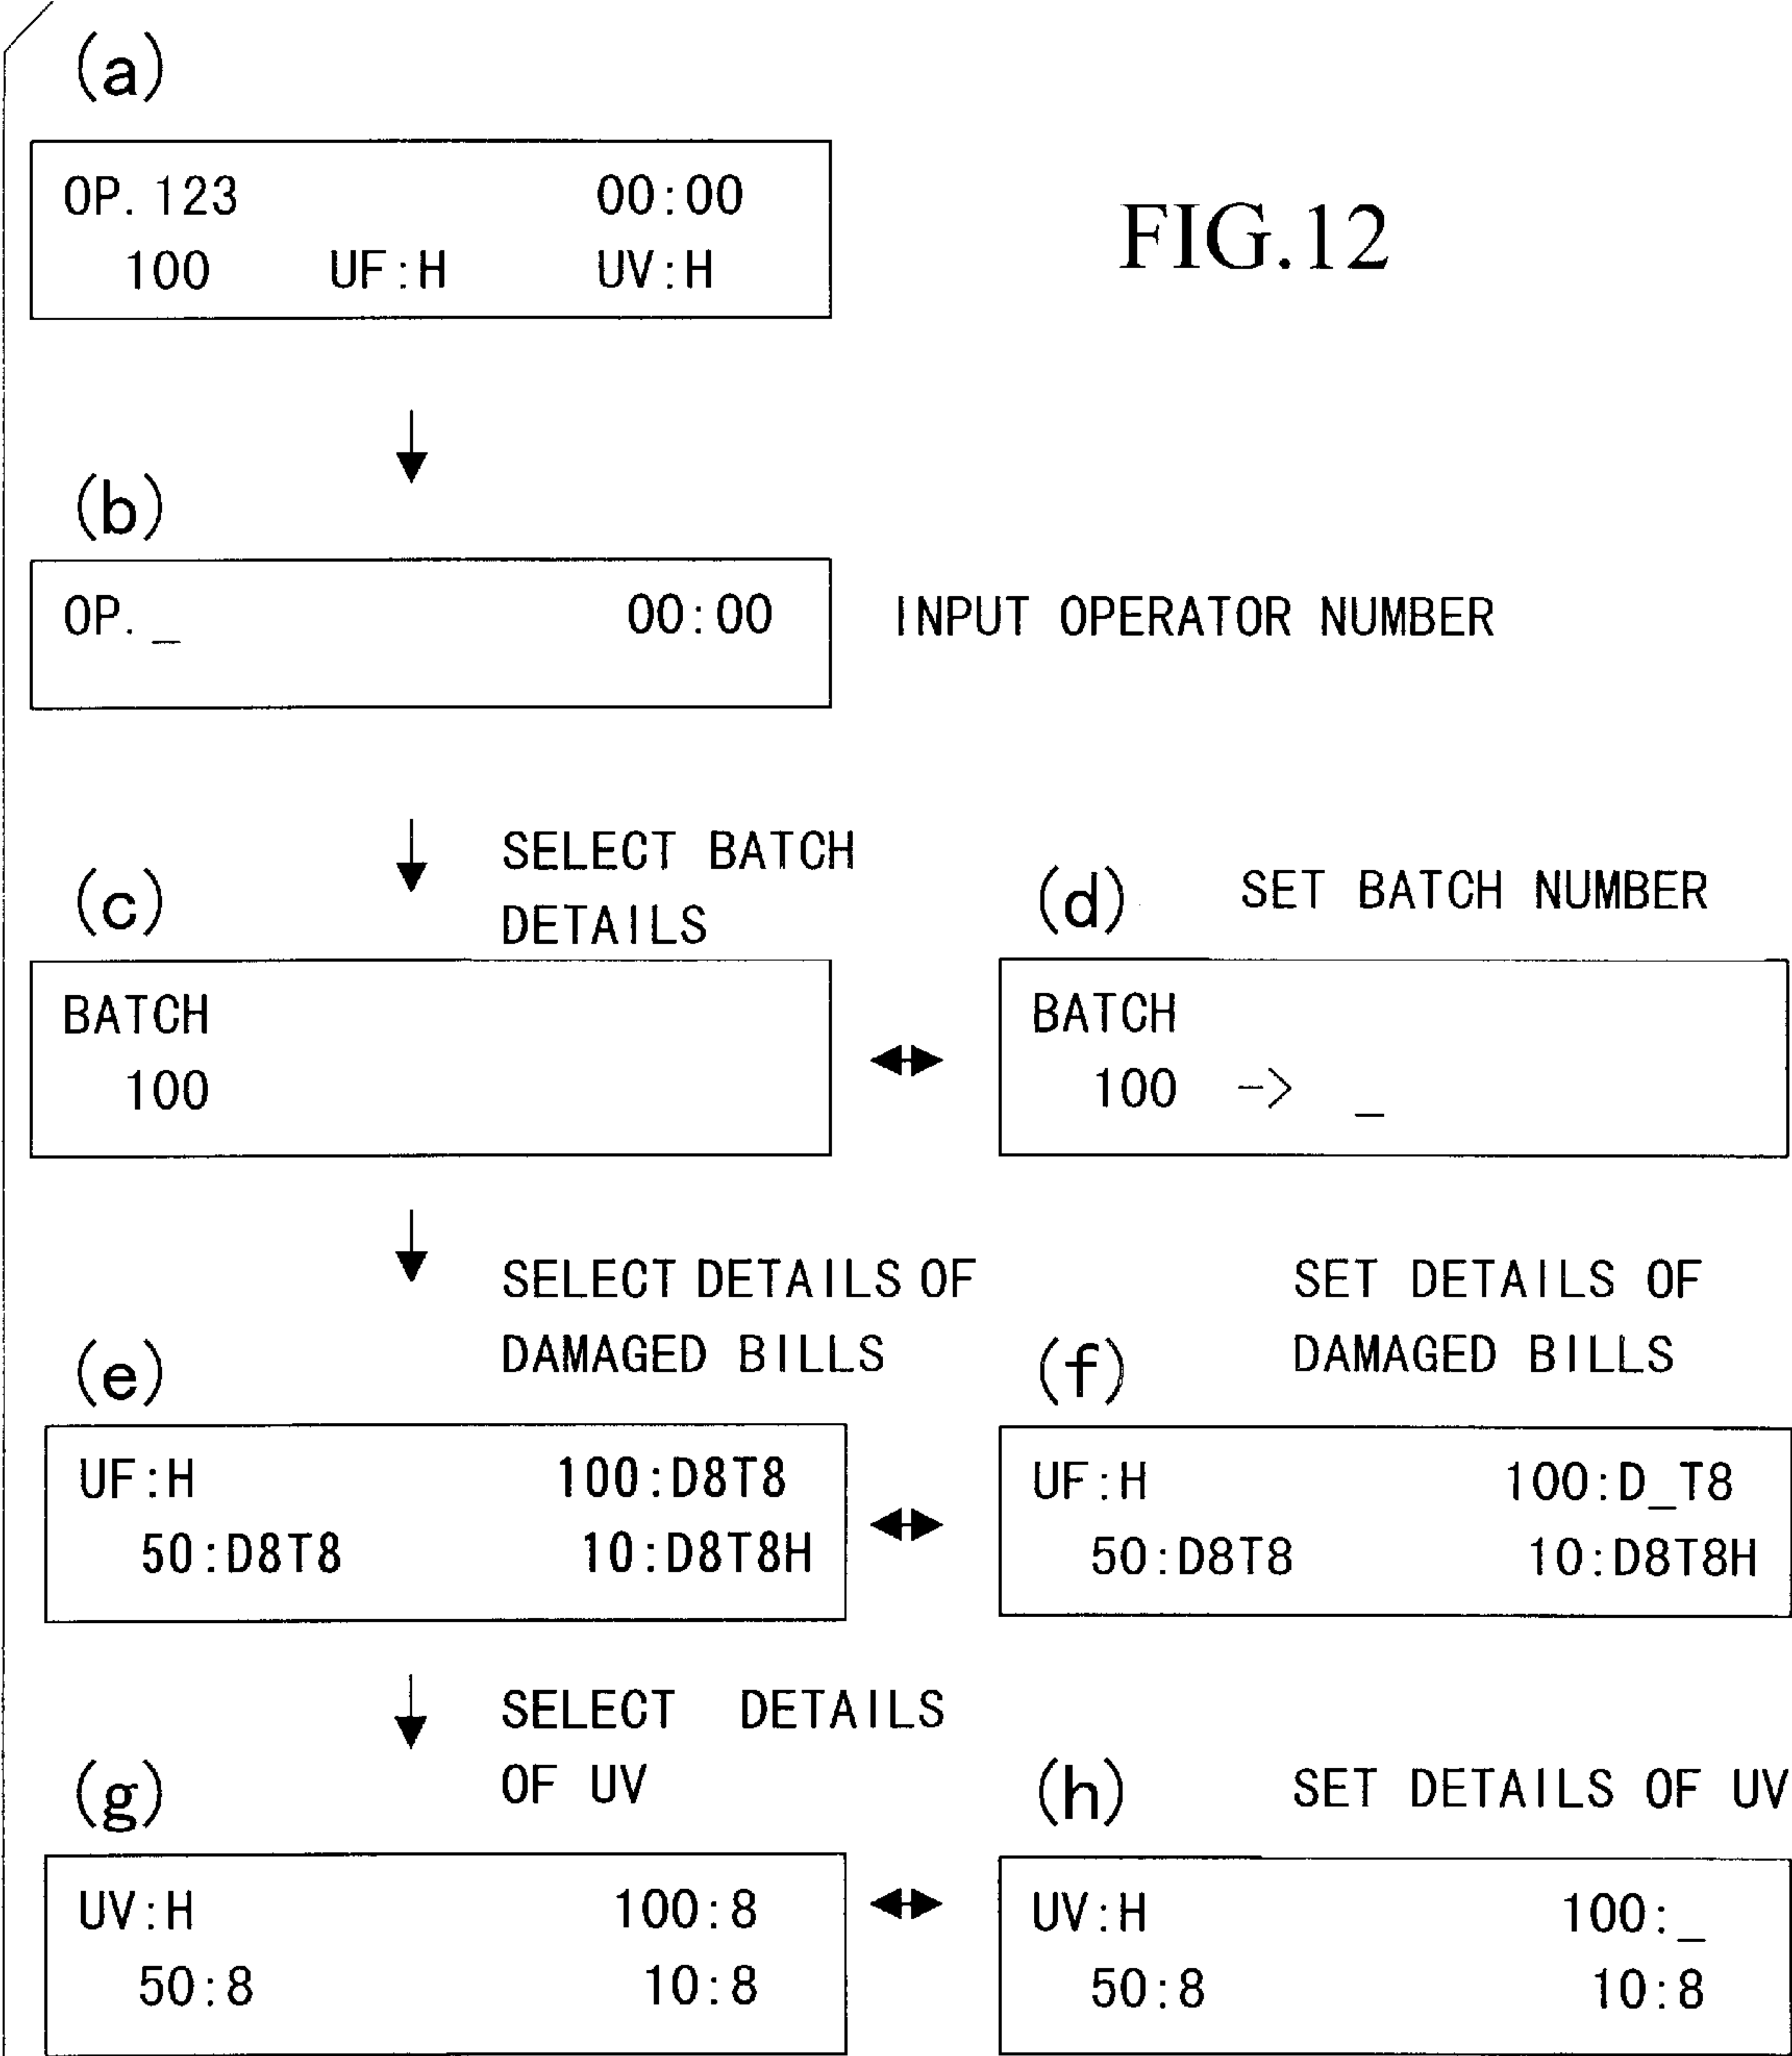 (a)
OP. 123 00:00
100 UF:H UV:H
FIG.12
(b)
OP. _ 00:00
INPUT OPERATOR NUMBER
SELECT BATCH
DETAILS
(c)
BATCH
100
(d) SET BATCH NUMBER
BATCH
100 -> _
SELECT DETAILS OF
DAMAGED BILLS
(e)
UF:H 100:D8T8
50:D8T8 10:D8T8H
SET DETAILS OF
DAMAGED BILLS
(f)
UF:H 100:D_T8
50:D8T8 10:D8T8H
SELECT DETAILS
OF UV
(g)
UV:H 100:8
50:8 10:8
(h) SET DETAILS OF UV
UV:H 100:_
50:8 10:8